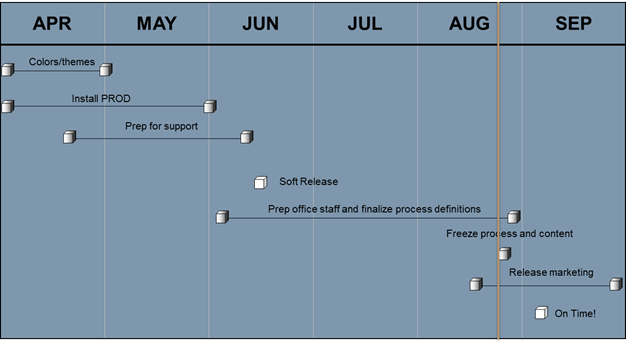 APR MAY JUN JUL AUG SEP
Colors/themes
Install PROD
Prep for support
Soft Release
Prep office staff and finalize process definitions
Freeze process and content
Release marketing
On Time!